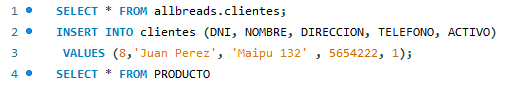 1 SELECT * FROM allbreads.clientes;
2 INSERT INTO clientes (DNI, NOMBRE, DIRECCION, TELEFONO, ACTIVO)
3 VALUES (8,'Juan Perez', 'Maipu 132' , 5654222, 1);
4 SELECT * FROM PRODUCTO